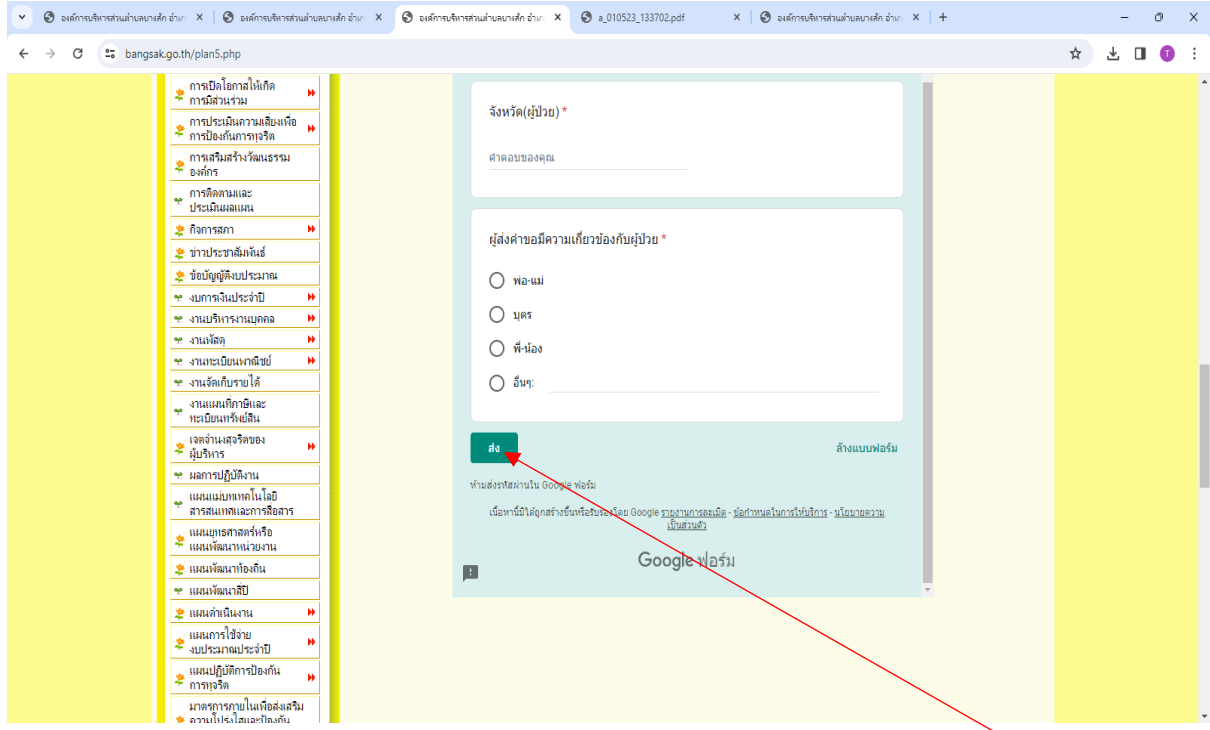 องค์การบริหารส่วนตำบลบางสัก อำเภ
องค์การบริหารส่วนตำบลบางสัก อำเภ
องค์การบริหารส่วนตำบลบางสัก อำเภ
a_010523_133702.pdf
องค์การบริหารส่วนตำบลบางสัก อำเภ
bangsak.go.th/plan5.php
T
การเปิดโอกาสให้เกิด
การมีส่วนร่วม
การประเมินความเสี่ยงเพื่อ
การป้องกันการทุจริต
การเสริมสร้างวัฒนธรรม
องค์กร
การติดตามและ
ประเมินผลแผน
กิจการสภา
ข่าวประชาสัมพันธ์
ข้อบัญญัติงบประมาณ
งบการเงินประจำปี
งานบริหารงานบุคคล
งานพัสดุ
งานทะเบียนพาณิชย์
งานจัดเก็บรายได้
งานแผนที่ภาษีและ
ทะเบียนทรัพย์สิน
เจตจำนงสุจริตของ
ผู้บริหาร
ผลการปฏิบัติงาน
แผนแม่บทเทคโนโลยี
สารสนเทศและการสื่อสาร
แผนยุทธศาสตร์หรือ
แผนพัฒนาหน่วยงาน
แผนพัฒนาท้องถิ่น
แผนพัฒนาสี่ปี
แผนดำเนินงาน
แผนการใช้จ่าย
งบประมาณประจำปี
แผนปฏิบัติการป้องกัน
การทุจริต
มาตรการภายในเพื่อส่งเสริม
ความโปร่งใสและป้องกัน
จังหวัด(ผู้ป่วย) *
คำตอบของคุณ
ผู้ส่งคำขอมีความเกี่ยวข้องกับผู้ป่วย *
พ่อ-แม่
บุตร
พี่-น้อง
อื่นๆ:
ส่ง
ล้างแบบฟอร์ม
ห้ามส่งรหัสผ่านใน Google ฟอร์ม
เนื้อหานี้มิได้ถูกสร้างขึ้นหรือรับรองโดย Google รายงานการละเมิด - ข้อกำหนดในการให้บริการ - นโยบายความ
เป็นส่วนตัว
Google ฟอร์ม